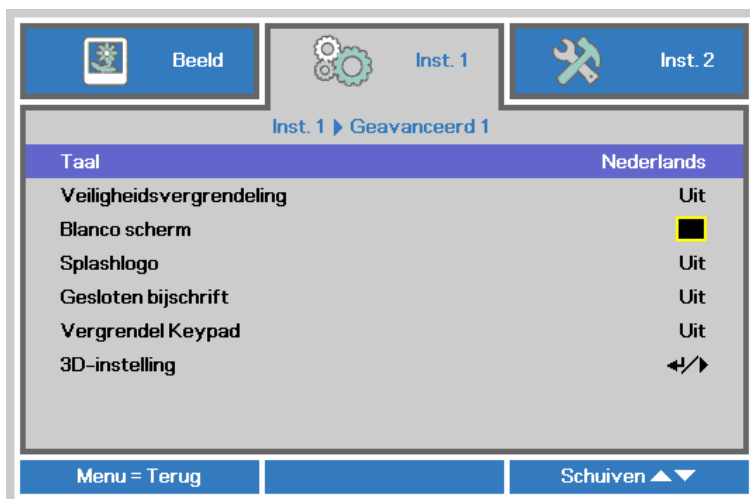 Beeld Inst. 1 Inst. 2
Inst. 1 Geavanceerd 1
Taal Nederlands
Veiligheidsvergrendeling Uit
Blanco scherm
Splashlogo Uit
Gesloten bijschrift Uit
Vergrendel Keypad Uit
3D-instelling
Menu = Terug Schuiven